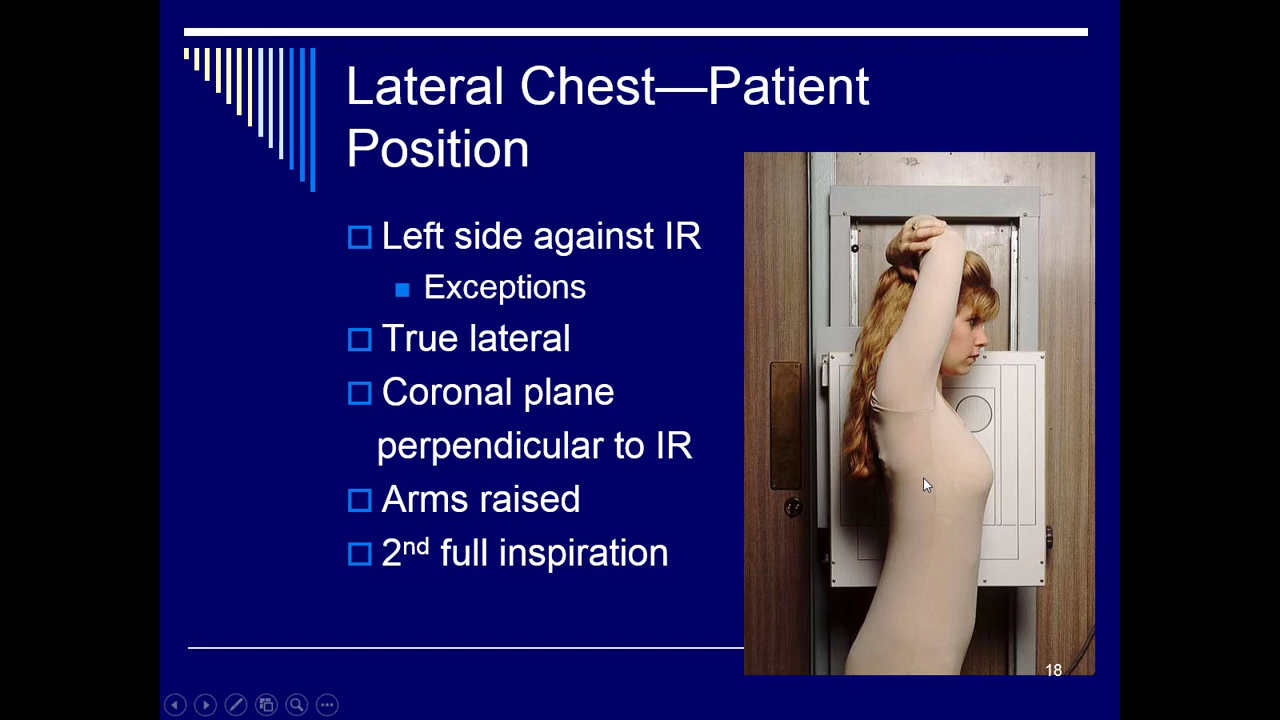 Lateral Chest—Patient
Position
Left side against IR
Exceptions
True lateral
Coronal plane
perpendicular to IR
Arms raised
2nd full inspiration
18